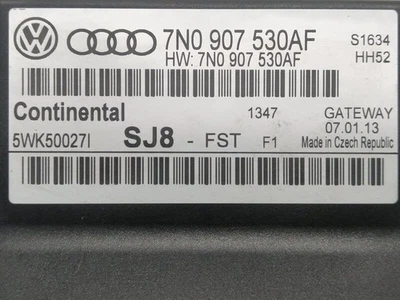 7N0 907 530AF S1634
HW: 7N0 907 530AF HH52
Continental 1347 GATEWAY
5WK50027I SJ8 - FST F1 07.01.13
Made in Czech Republic